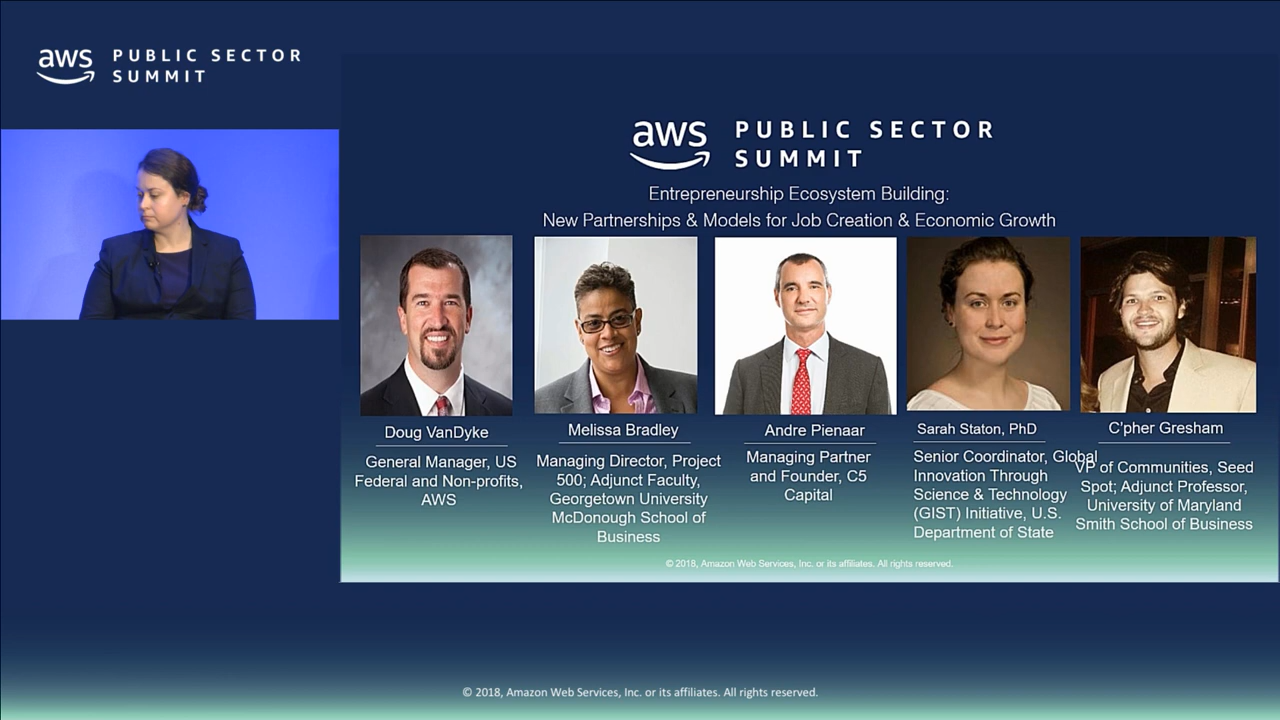 aws PUBLIC SECTOR
SUMMIT
aws PUBLIC SECTOR
SUMMIT
Entrepreneurship Ecosystem Building:
New Partnerships & Models for Job Creation & Economic Growth
Doug VanDyke
General Manager, US
Federal and Non-profits,
AWS
Melissa Bradley
Managing Director, Project
500; Adjunct Faculty,
Georgetown University
McDonough School of
Business
Andre Pienaar
Managing Partner
and Founder, C5
Capital
Sarah Staton, PhD
Senior Coordinator, Global
Innovation Through
Science & Technology
(GIST) Initiative, U.S.
Department of State
C'pher Gresham
VP of Communities, Seed
Spot; Adjunct Professor,
University of Maryland
Smith School of Business
© 2018, Amazon Web Services, Inc. or its affiliates. All rights reserved.
© 2018, Amazon Web Services, Inc. or its affiliates. All rights reserved.